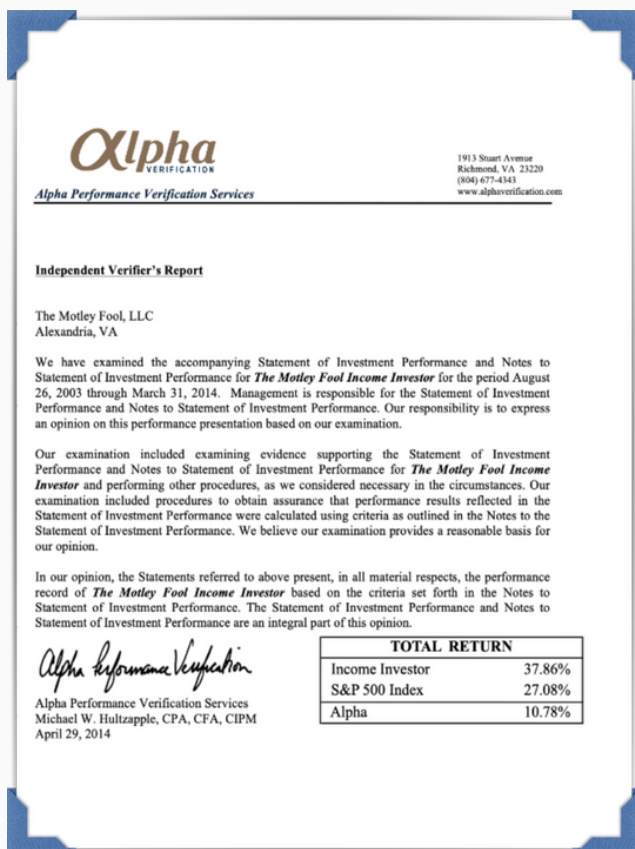 αlpha
VERIFICATION
Alpha Performance Verification Services
1913 Stuart Avenue
Richmond, VA 23220
(804) 677-4343
www.alphaverification.com
Independent Verifier's Report
The Motley Fool, LLC
Alexandria, VA
We have examined the accompanying Statement of Investment Performance and Notes to
Statement of Investment Performance for The Motley Fool Income Investor for the period August
26, 2003 through March 31, 2014. Management is responsible for the Statement of Investment
Performance and Notes to Statement of Investment Performance. Our responsibility is to express
an opinion on this performance presentation based on our examination.
Our examination included examining evidence supporting the Statement of Investment
Performance and Notes to Statement of Investment Performance for The Motley Fool Income
Investor and performing other procedures, as we considered necessary in the circumstances. Our
examination included procedures to obtain assurance that performance results reflected in the
Statement of Investment Performance were calculated using criteria as outlined in the Notes to the
Statement of Investment Performance. We believe our examination provides a reasonable basis for
our opinion.
In our opinion, the Statements referred to above present, in all material respects, the performance
record of The Motley Fool Income Investor based on the criteria set forth in the Notes to
Statement of Investment Performance. The Statement of Investment Performance and Notes to
Statement of Investment Performance are an integral part of this opinion.
Alpha Performance Verification
Alpha Performance Verification Services
Michael W. Hultzapple, CPA, CFA, CIPM
April 29, 2014
TOTAL RETURN
Income Investor 37.86%
S&P 500 Index 27.08%
Alpha 10.78%